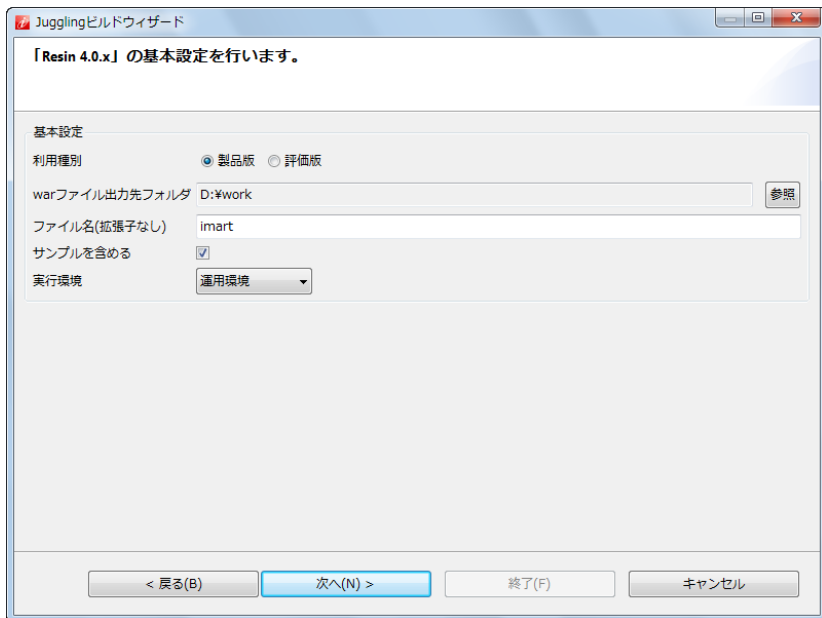 Jugglingビルドウィザード
「Resin 4.0.x」の基本設定を行います。
基本設定
利用種別 製品版 評価版
warファイル出力先フォルダ D:¥work 参照
ファイル名(拡張子なし) imart
サンプルを含める
実行環境 運用環境
< 戻る(B) 次へ(N) > 終了(F) キャンセル